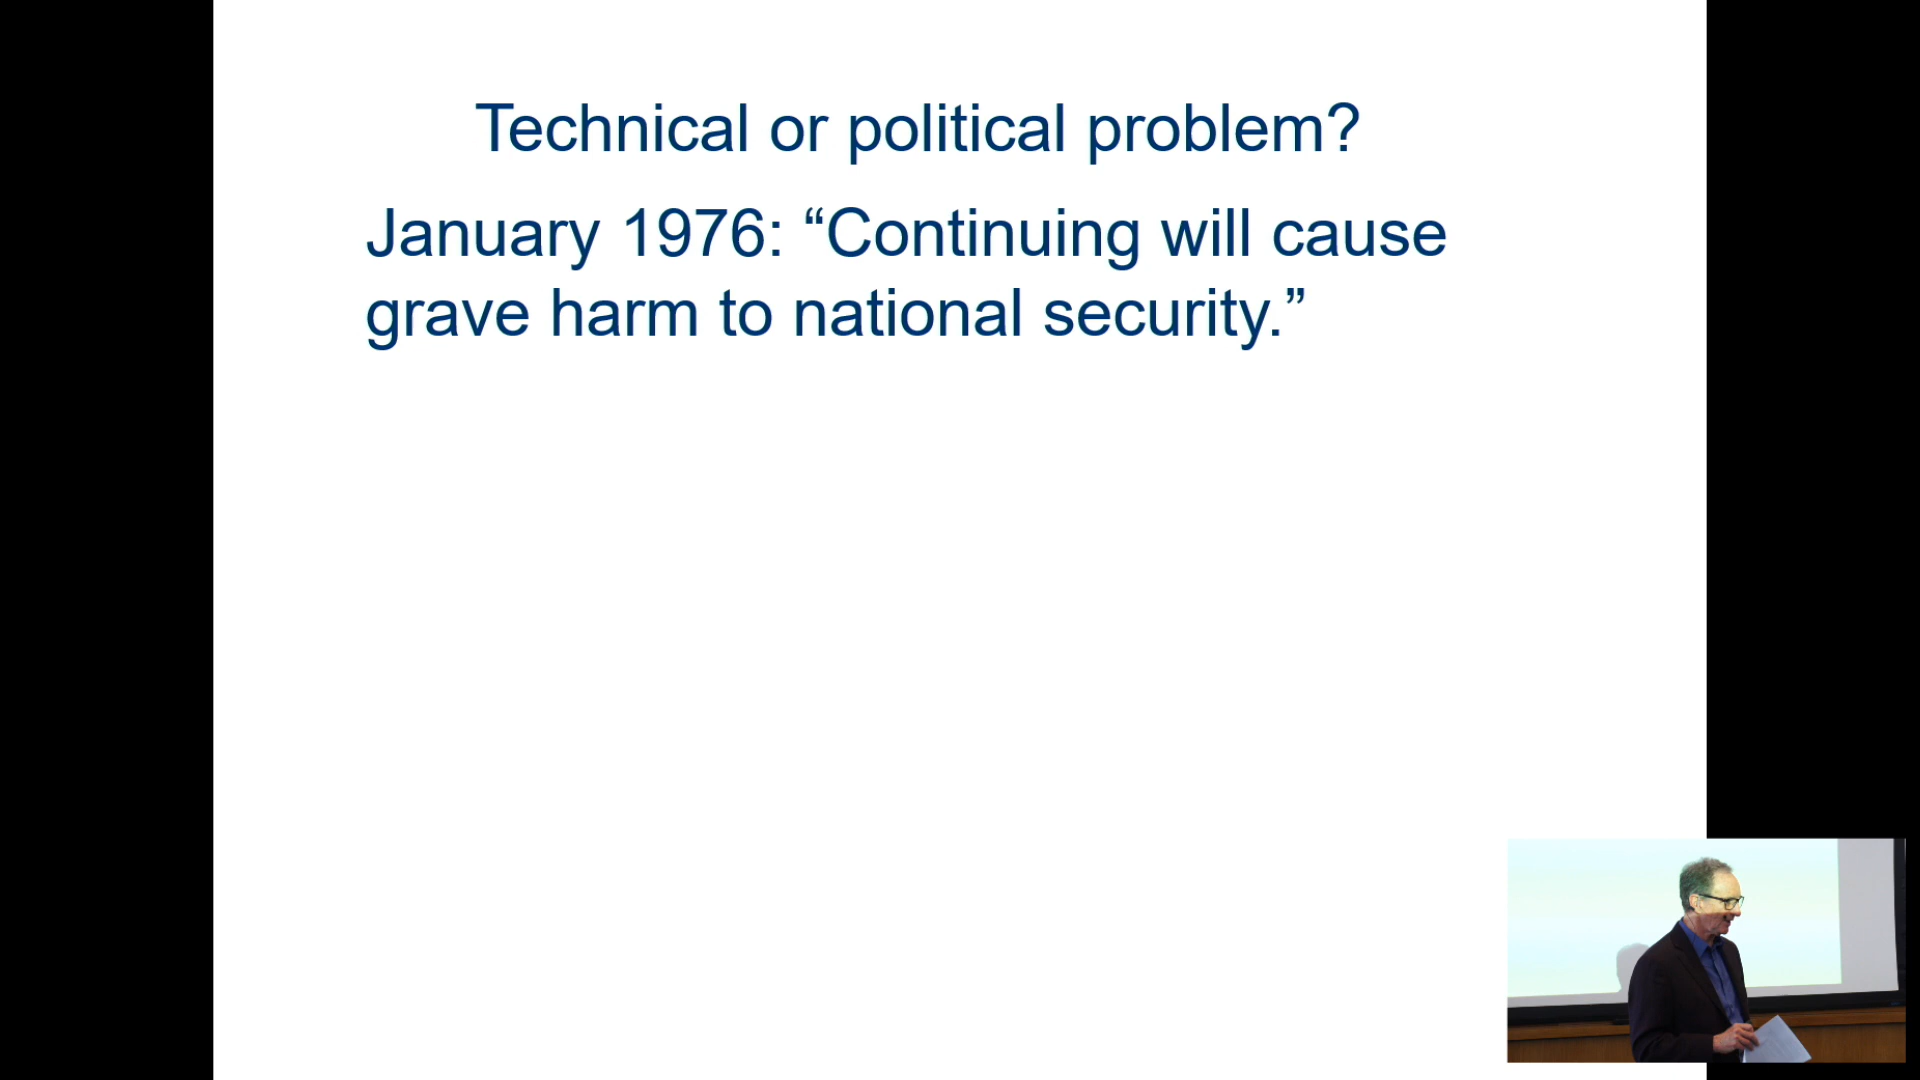 Technical or political problem?
January 1976: “Continuing will cause
grave harm to national security.”